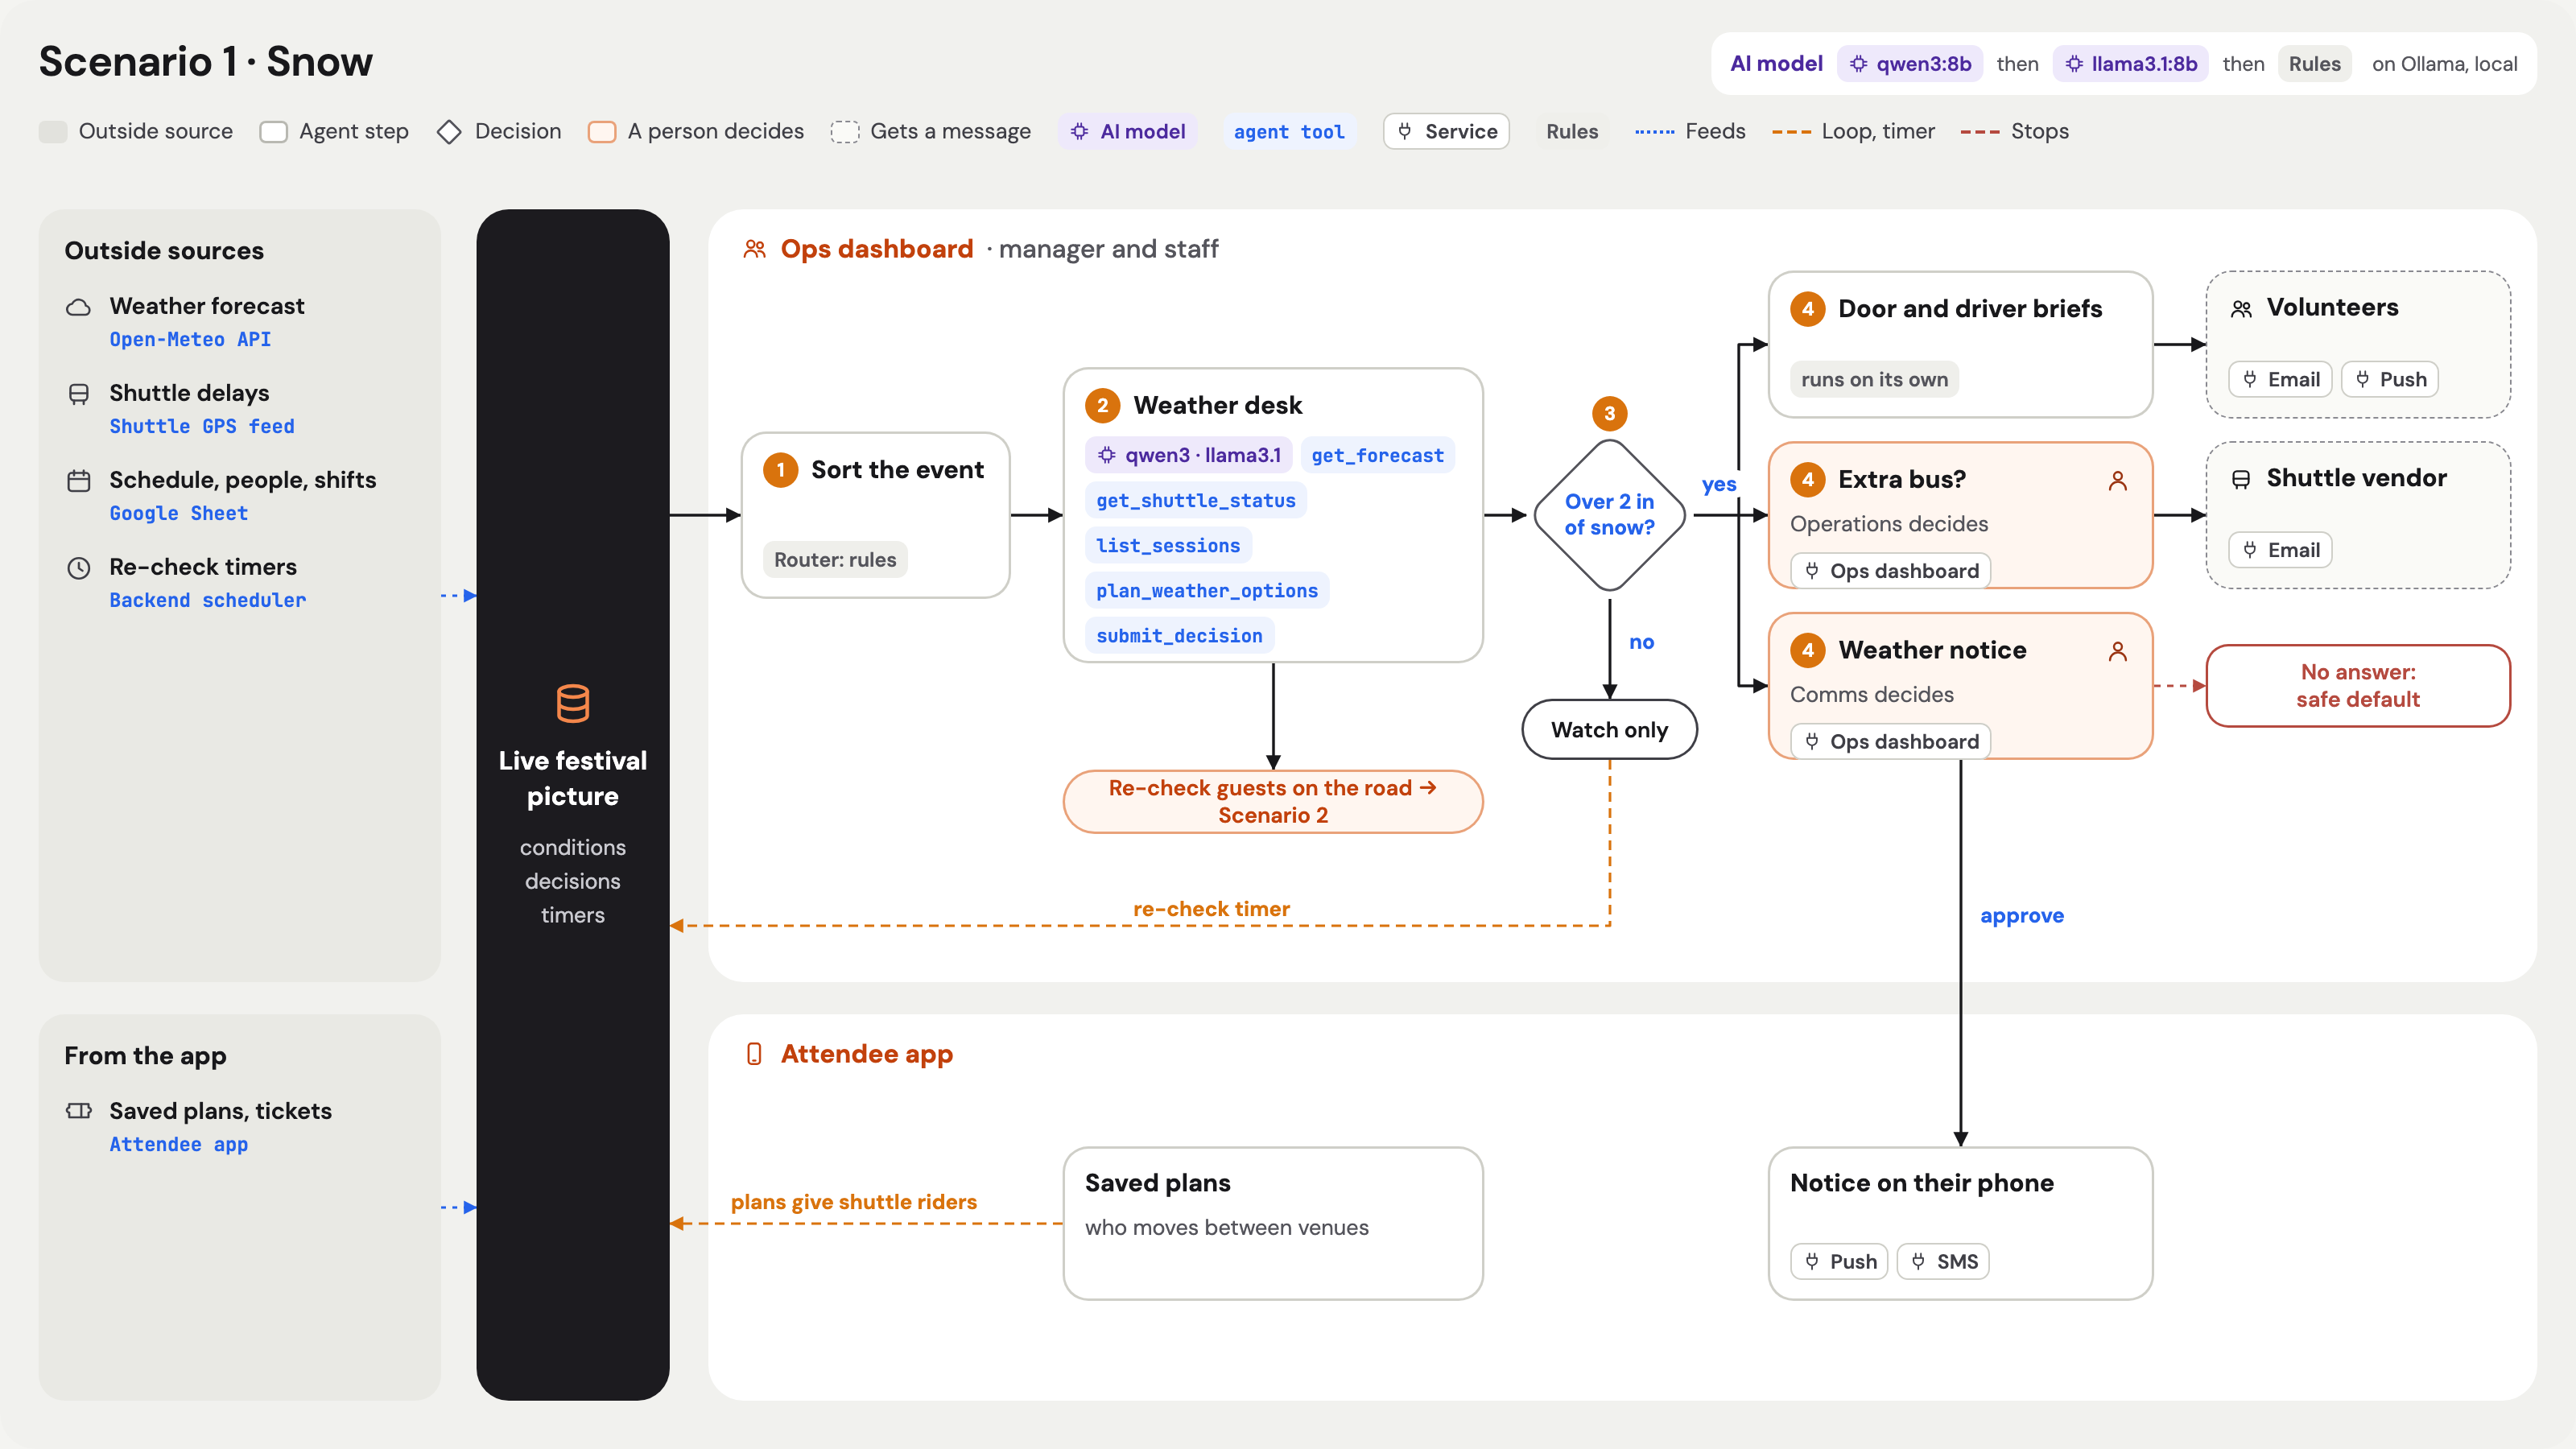 Scenario 1 · Snow
AI model qwen3:8b then llama3.1:8b then Rules on Ollama, local
Outside source Agent step Decision A person decides Gets a message AI model agent tool Service Rules Feeds Loop, timer Stops
Outside sources
Weather forecast
Open-Meteo API
Shuttle delays
Shuttle GPS feed
Schedule, people, shifts
Google Sheet
Re-check timers
Backend scheduler
Live festival
picture
conditions
decisions
timers
Ops dashboard · manager and staff
1 Sort the event
Router: rules
2 Weather desk
qwen3 · llama3.1 get_forecast
get_shuttle_status
list_sessions
plan_weather_options
submit_decision
Re-check guests on the road →
Scenario 2
3
Over 2 in
of snow?
yes
no
Watch only
re-check timer
4 Door and driver briefs
runs on its own
Volunteers
Email Push
4 Extra bus?
Operations decides
Ops dashboard
Shuttle vendor
Email
4 Weather notice
Comms decides
Ops dashboard
No answer:
safe default
approve
From the app
Saved plans, tickets
Attendee app
Attendee app
plans give shuttle riders
Saved plans
who moves between venues
Notice on their phone
Push SMS